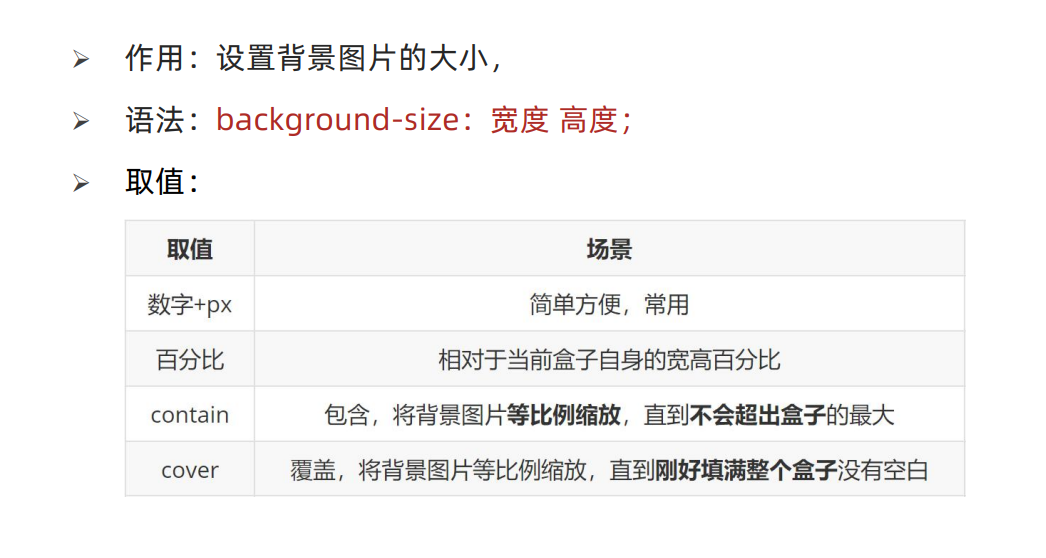 作用：设置背景图片的大小，
语法：background-size：宽度 高度；
取值：
取值 场景
数字+px 简单方便，常用
百分比 相对于当前盒子自身的宽高百分比
contain 包含，将背景图片等比例缩放，直到不会超出盒子的最大
cover 覆盖，将背景图片等比例缩放，直到刚好填满整个盒子没有空白